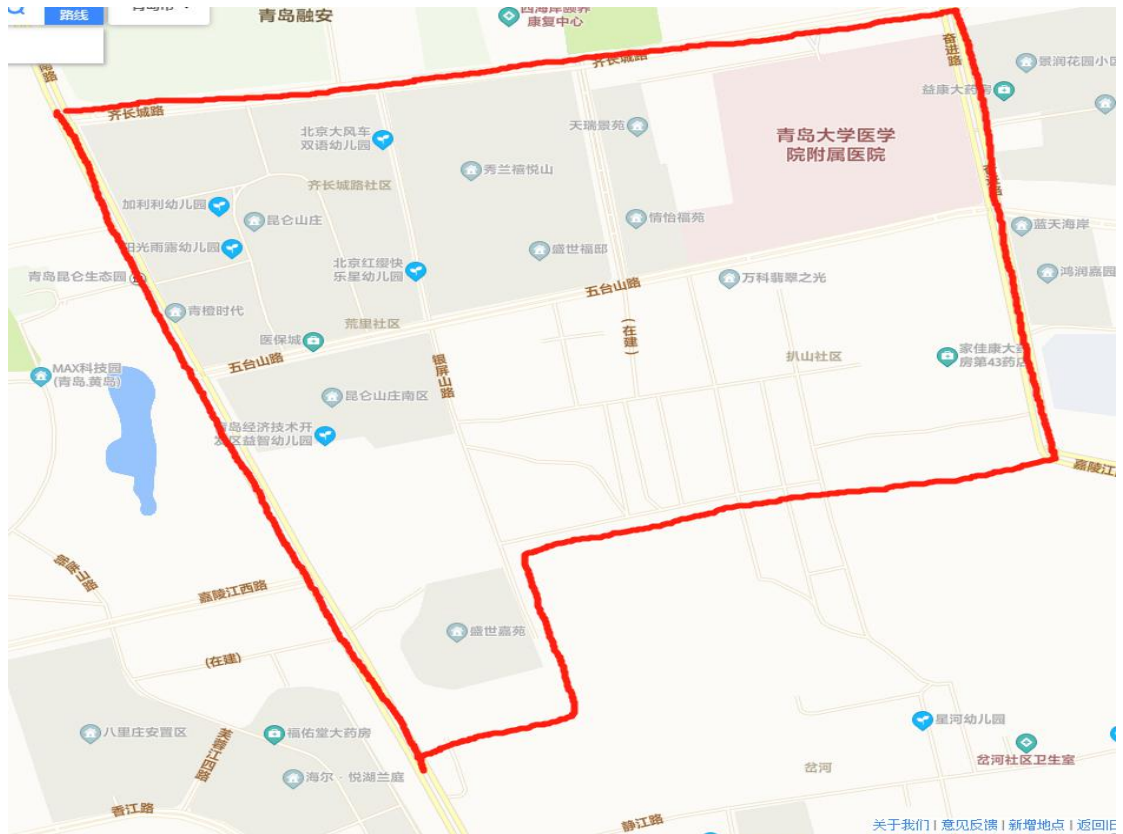 路线
青岛融安
康复中心
齐长城路
奋进路
景润花园小区
益康大药房
齐长城路
北京大风车
双语幼儿园
天瑞景苑
青岛大学医学
院附属医院
秀兰禧悦山
齐长城路社区
加利利幼儿园
昆仑山庄
情怡福苑
蓝天海岸
阳光雨露幼儿园
盛世福邸
北京红缨快
乐星幼儿园
青岛昆仑生态园
五台山路
万科翡翠之光
鸿润嘉园
青橙时代
荒里社区
(在建)
医保城
五台山路
银屏山路
扒山社区
家佳康大药
房第43药店
MAX科技园
(青岛.黄岛)
昆仑山庄南区
青岛经济技术开
发区益智幼儿园
嘉陵江
嘉陵江西路
盛世嘉苑
(在建)
八里庄安置区
芙蓉江四路
福佑堂大药房
星河幼儿园
岔河
岔河社区卫生室
海尔·悦湖兰庭
香江路
静江路
关于我们 | 意见反馈 | 新增地点 | 返回旧